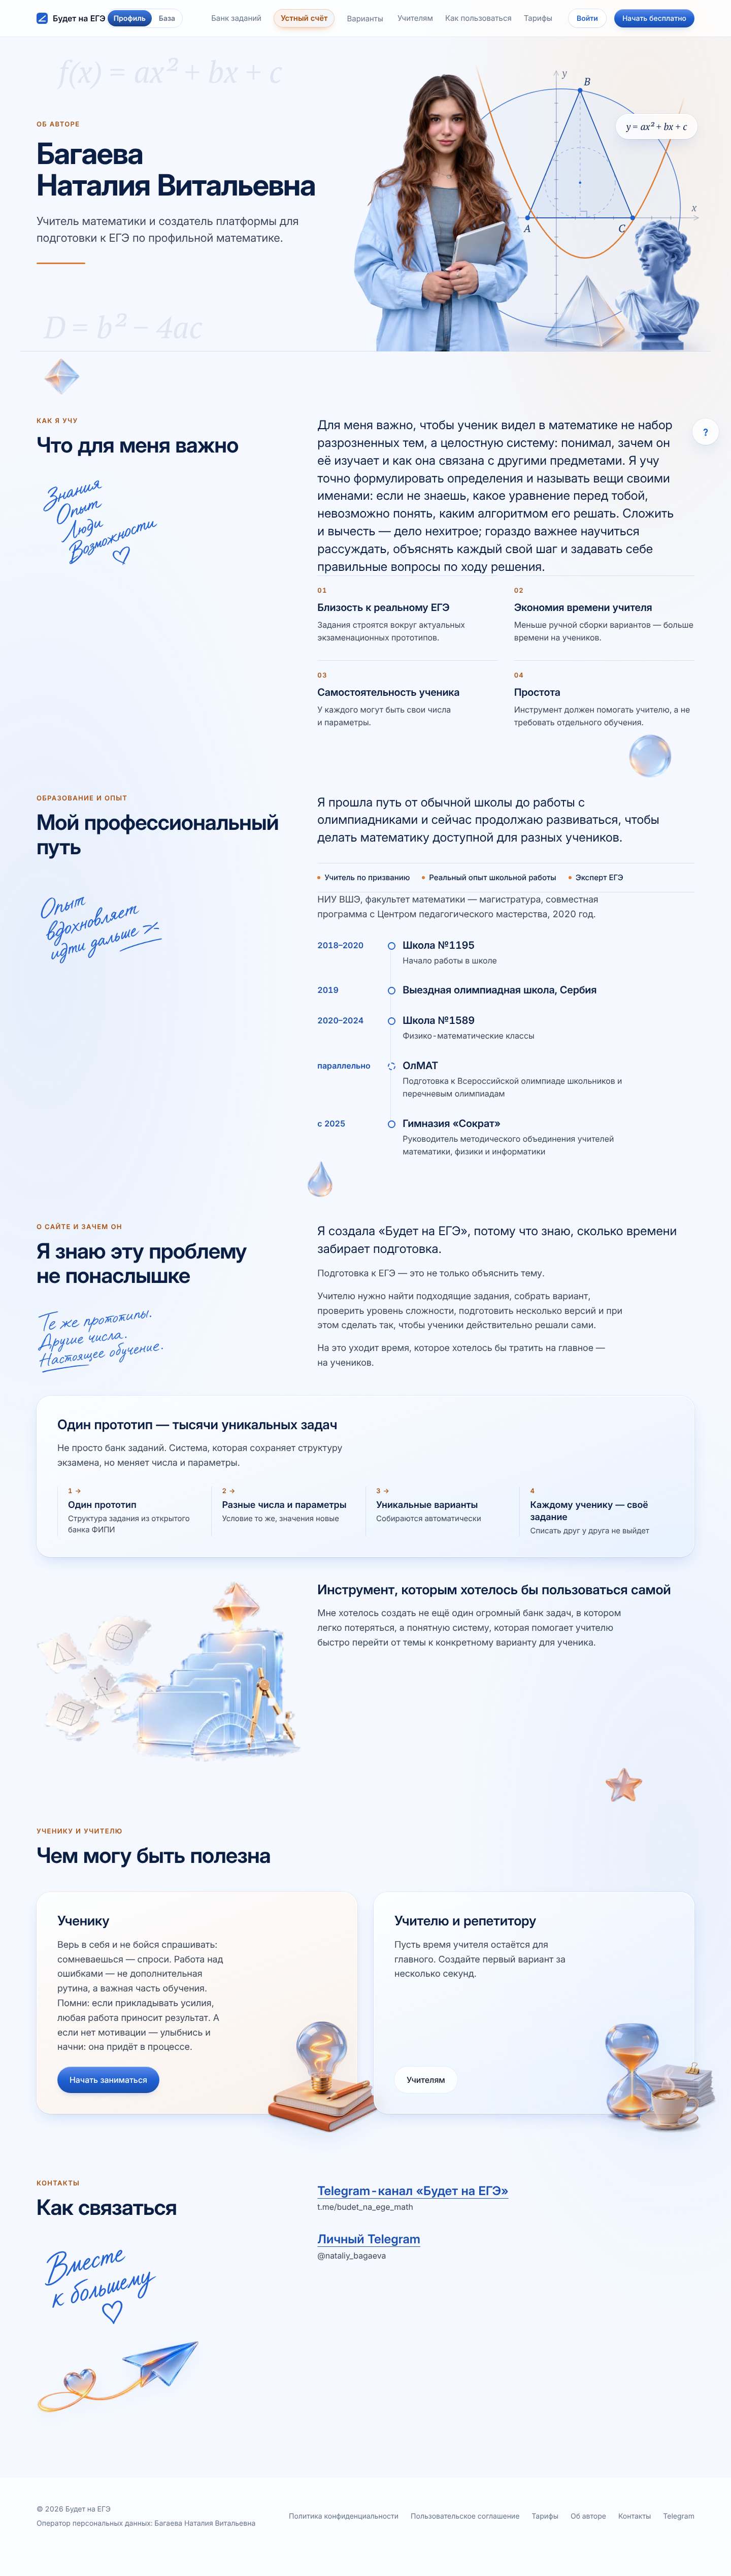 Будет на ЕГЭ
Профиль
База
Банк заданий
Устный счёт
Варианты
Учителям
Как пользоваться
Тарифы
Войти
Начать бесплатно
f(x) = ax² + bx + c
ОБ АВТОРЕ
Багаева
Наталия Витальевна
Учитель математики и создатель платформы для
подготовки к ЕГЭ по профильной математике.
D = b² − 4ac
y
B
y = ax² + bx + c
x
A
C
КАК Я УЧУ
Что для меня важно
Знания
Опыт
Люди
Возможности
Для меня важно, чтобы ученик видел в математике не набор
разрозненных тем, а целостную систему: понимал, зачем он
её изучает и как она связана с другими предметами. Я учу
точно формулировать определения и называть вещи своими
именами: если не знаешь, какое уравнение перед тобой,
невозможно понять, каким алгоритмом его решать. Сложить
и вычесть — дело нехитрое; гораздо важнее научиться
рассуждать, объяснять каждый свой шаг и задавать себе
правильные вопросы по ходу решения.
?
01
Близость к реальному ЕГЭ
Задания строятся вокруг актуальных
экзаменационных прототипов.
02
Экономия времени учителя
Меньше ручной сборки вариантов — больше
времени на учеников.
03
Самостоятельность ученика
У каждого могут быть свои числа
и параметры.
04
Простота
Инструмент должен помогать учителю, а не
требовать отдельного обучения.
ОБРАЗОВАНИЕ И ОПЫТ
Мой профессиональный
путь
Опыт
вдохновляет
идти дальше
Я прошла путь от обычной школы до работы с
олимпиадниками и сейчас продолжаю развиваться, чтобы
делать математику доступной для разных учеников.
Учитель по призванию
Реальный опыт школьной работы
Эксперт ЕГЭ
НИУ ВШЭ, факультет математики — магистратура, совместная
программа с Центром педагогического мастерства, 2020 год.
2018–2020
Школа №1195
Начало работы в школе
2019
Выездная олимпиадная школа, Сербия
2020–2024
Школа №1589
Физико-математические классы
параллельно
ОлМАТ
Подготовка к Всероссийской олимпиаде школьников и
перечневым олимпиадам
с 2025
Гимназия «Сократ»
Руководитель методического объединения учителей
математики, физики и информатики
О САЙТЕ И ЗАЧЕМ ОН
Я знаю эту проблему
не понаслышке
Те же прототипы.
Другие числа.
Настоящее обучение.
Я создала «Будет на ЕГЭ», потому что знаю, сколько времени
забирает подготовка.
Подготовка к ЕГЭ — это не только объяснить тему.
Учителю нужно найти подходящие задания, собрать вариант,
проверить уровень сложности, подготовить несколько версий и при
этом сделать так, чтобы ученики действительно решали сами.
На это уходит время, которое хотелось бы тратить на главное —
на учеников.
Один прототип — тысячи уникальных задач
Не просто банк заданий. Система, которая сохраняет структуру
экзамена, но меняет числа и параметры.
1 →
Один прототип
Структура задания из открытого
банка ФИПИ
2 →
Разные числа и параметры
Условие то же, значения новые
3 →
Уникальные варианты
Собираются автоматически
4
Каждому ученику — своё
задание
Списать друг у друга не выйдет
Инструмент, которым хотелось бы пользоваться самой
Мне хотелось создать не ещё один огромный банк задач, в котором
легко потеряться, а понятную систему, которая помогает учителю
быстро перейти от темы к конкретному варианту для ученика.
УЧЕНИКУ И УЧИТЕЛЮ
Чем могу быть полезна
Ученику
Верь в себя и не бойся спрашивать:
сомневаешься — спроси. Работа над
ошибками — не дополнительная
рутина, а важная часть обучения.
Помни: если прикладывать усилия,
любая работа приносит результат. А
если нет мотивации — улыбнись и
начни: она придёт в процессе.
Начать заниматься
Учителю и репетитору
Пусть время учителя остаётся для
главного. Создайте первый вариант за
несколько секунд.
Учителям
КОНТАКТЫ
Как связаться
Вместе
к большему
Telegram-канал «Будет на ЕГЭ»
t.me/budet_na_ege_math
Личный Telegram
@nataliy_bagaeva
© 2026 Будет на ЕГЭ
Оператор персональных данных: Багаева Наталия Витальевна
Политика конфиденциальности
Пользовательское соглашение
Тарифы
Об авторе
Контакты
Telegram